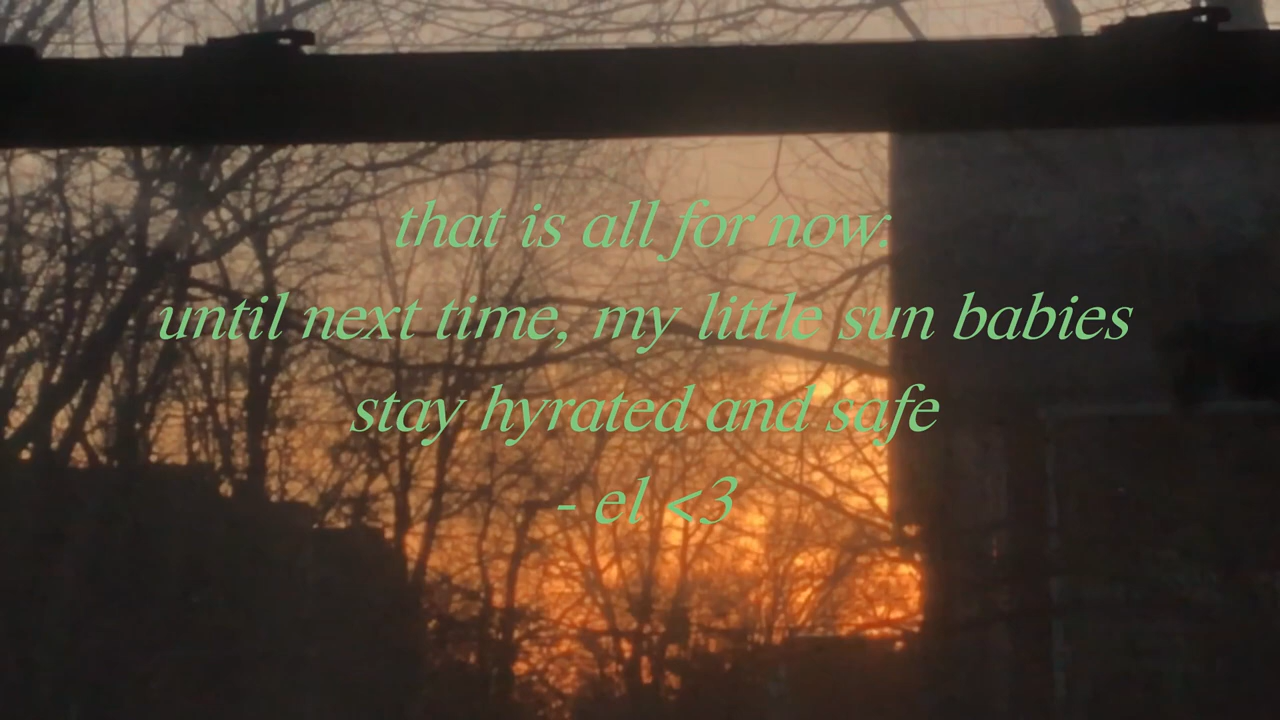 that is all for now.
until next time, my little sun babies
stay hyrated and safe
- el <3